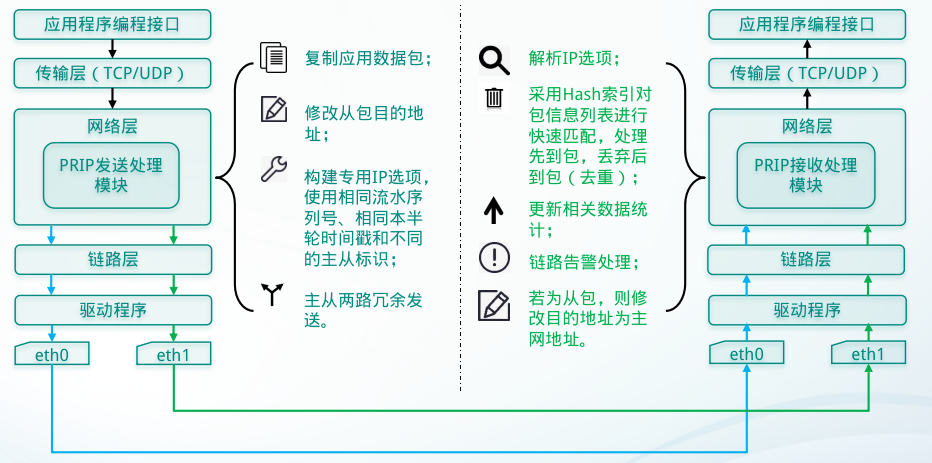 应用程序编程接口
传输层（TCP/UDP）
网络层
PRIP发送处理
模块
链路层
驱动程序
eth0
eth1
复制应用数据包；
修改从包目的地
址；
构建专用IP选项，
使用相同流水序
列号、相同本半
轮时间戳和不同
的主从标识；
主从两路冗余发
送。
解析IP选项；
采用Hash索引对
包信息列表进行
快速匹配，处理
先到包，丢弃后
到包（去重）；
更新相关数据统
计；
链路告警处理；
若为从包，则修
改目的地址为主
网地址。
应用程序编程接口
传输层（TCP/UDP）
网络层
PRIP接收处理
模块
链路层
驱动程序
eth0
eth1